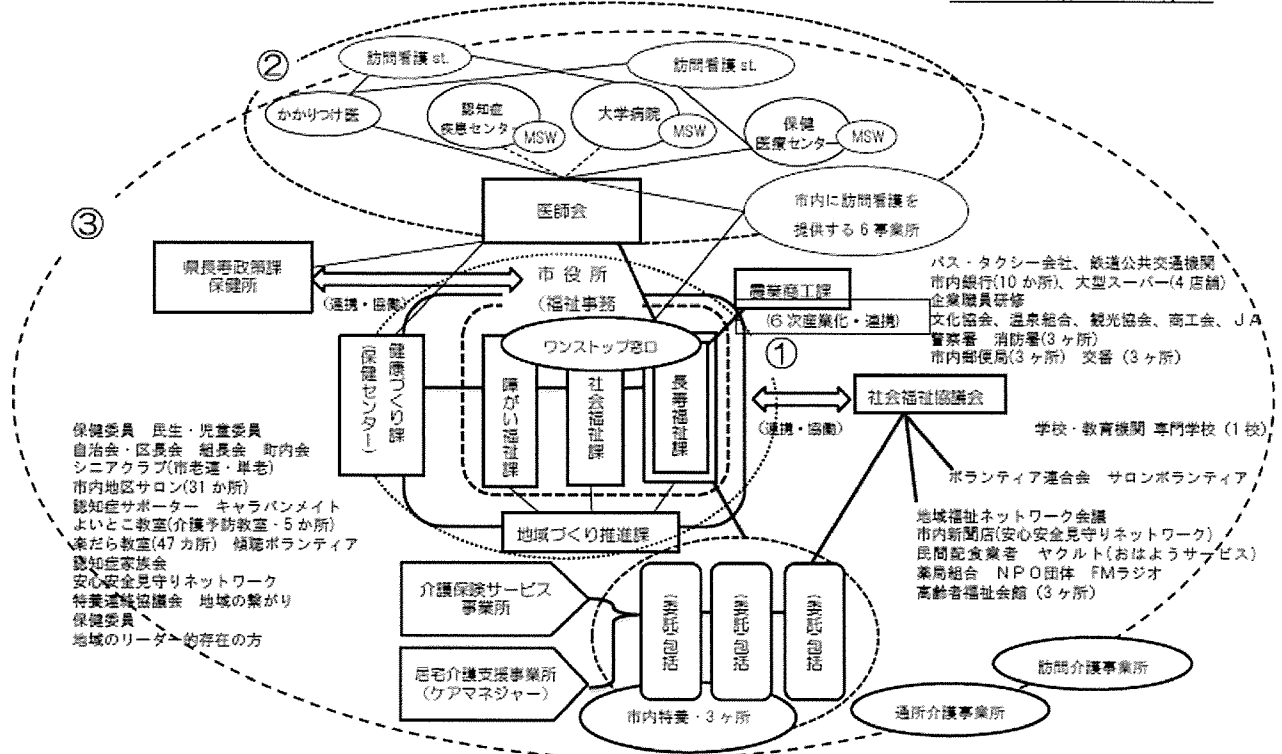 ②
訪問看護 st.
訪問看護 st.
かかりつけ医
認知症
疾患センター
MSW
大学病院
MSW
保健
医療センター
MSW
③
医師会
市内に訪問看護を
提供する 6 事業所
県長寿政策課
保健所
(連携・協働)
市役所
(福祉事務
農業商工課
(6 次産業化・連携)
バス・タクシー会社、鉄道公共交通機関
市内銀行(10 か所)、大型スーパー(4 店舗)
企業職員研修
文化協会、温泉組合、観光協会、商工会、ＪＡ
警察署 消防署(3 ヶ所)
市内郵便局(3 ヶ所) 交番 (3 ヶ所)
ワンストップ窓口
①
健康づくり課
(保健センター)
障がい福祉課
社会福祉課
長寿福祉課
(連携・協働)
社会福祉協議会
学校・教育機関 専門学校 (1 校)
ボランティア連合会 サロンボランティア
保健委員 民生・児童委員
自治会・区長会 組長会 町内会
シニアクラブ(市老連・単老)
市内地区サロン(31 か所)
認知症サポーター キャラバンメイト
よいとこ教室(介護予防教室・5 か所)
楽だら教室(47 カ所) 傾聴ボランティア
認知症家族会
安心安全見守りネットワーク
特養連絡協議会 地域の繋がり
保健委員
地域のリーダー的存在の方
地域づくり推進課
地域福祉ネットワーク会議
市内新聞店(安心安全見守りネットワーク)
民間配食業者 ヤクルト(おはようサービス)
薬局組合 ＮＰＯ団体 FMラジオ
高齢者福祉会館 (3 ヶ所)
介護保険サービス
事業所
居宅介護支援事業所
(ケアマネジャー)
(委託)包括
(委託)包括
(委託)包括
市内特養・3 ヶ所
訪問介護事業所
通所介護事業所